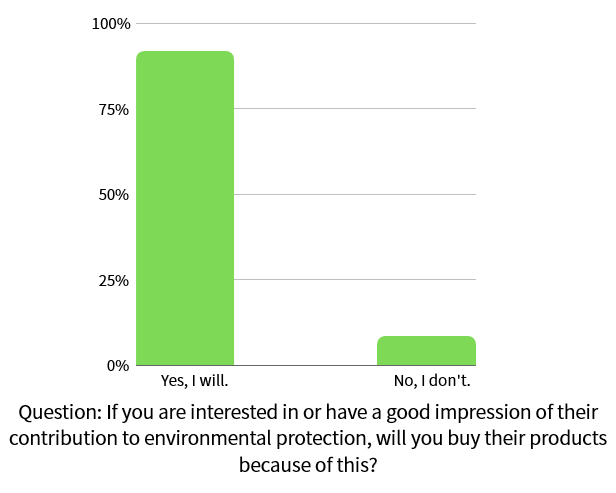 100%
75%
50%
25%
0%
Yes, I will.
No, I don't.
Question: If you are interested in or have a good impression of their
contribution to environmental protection, will you buy their products
because of this?